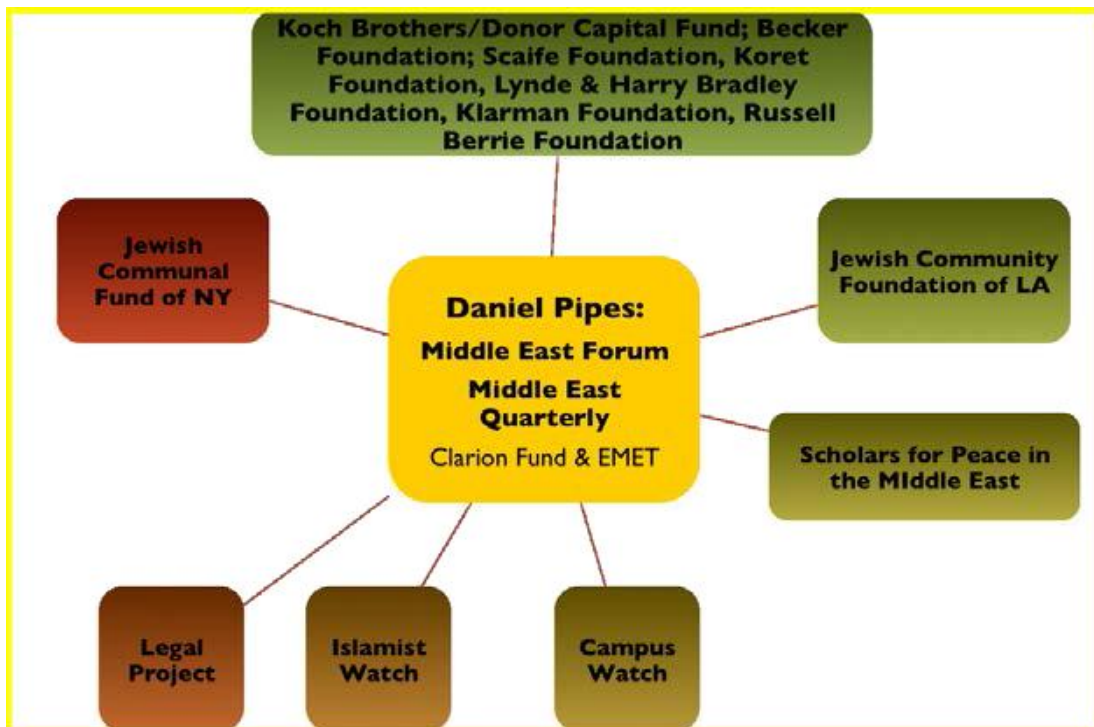 Koch Brothers/Donor Capital Fund; Becker
Foundation; Scaife Foundation, Koret
Foundation, Lynde & Harry Bradley
Foundation, Klarman Foundation, Russell
Berrie Foundation
Jewish
Communal
Fund of NY
Jewish Community
Foundation of LA
Daniel Pipes:
Middle East Forum
Middle East
Quarterly
Clarion Fund & EMET
Scholars for Peace in
the MIddle East
Legal
Project
Islamist
Watch
Campus
Watch